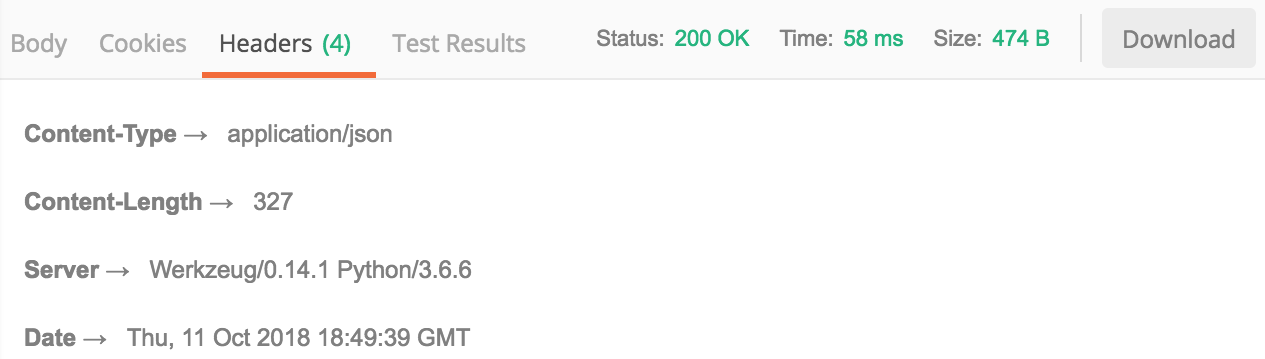 Body Cookies Headers (4) Test Results Status: 200 OK Time: 58 ms Size: 474 B Download
Content-Type → application/json
Content-Length → 327
Server → Werkzeug/0.14.1 Python/3.6.6
Date → Thu, 11 Oct 2018 18:49:39 GMT